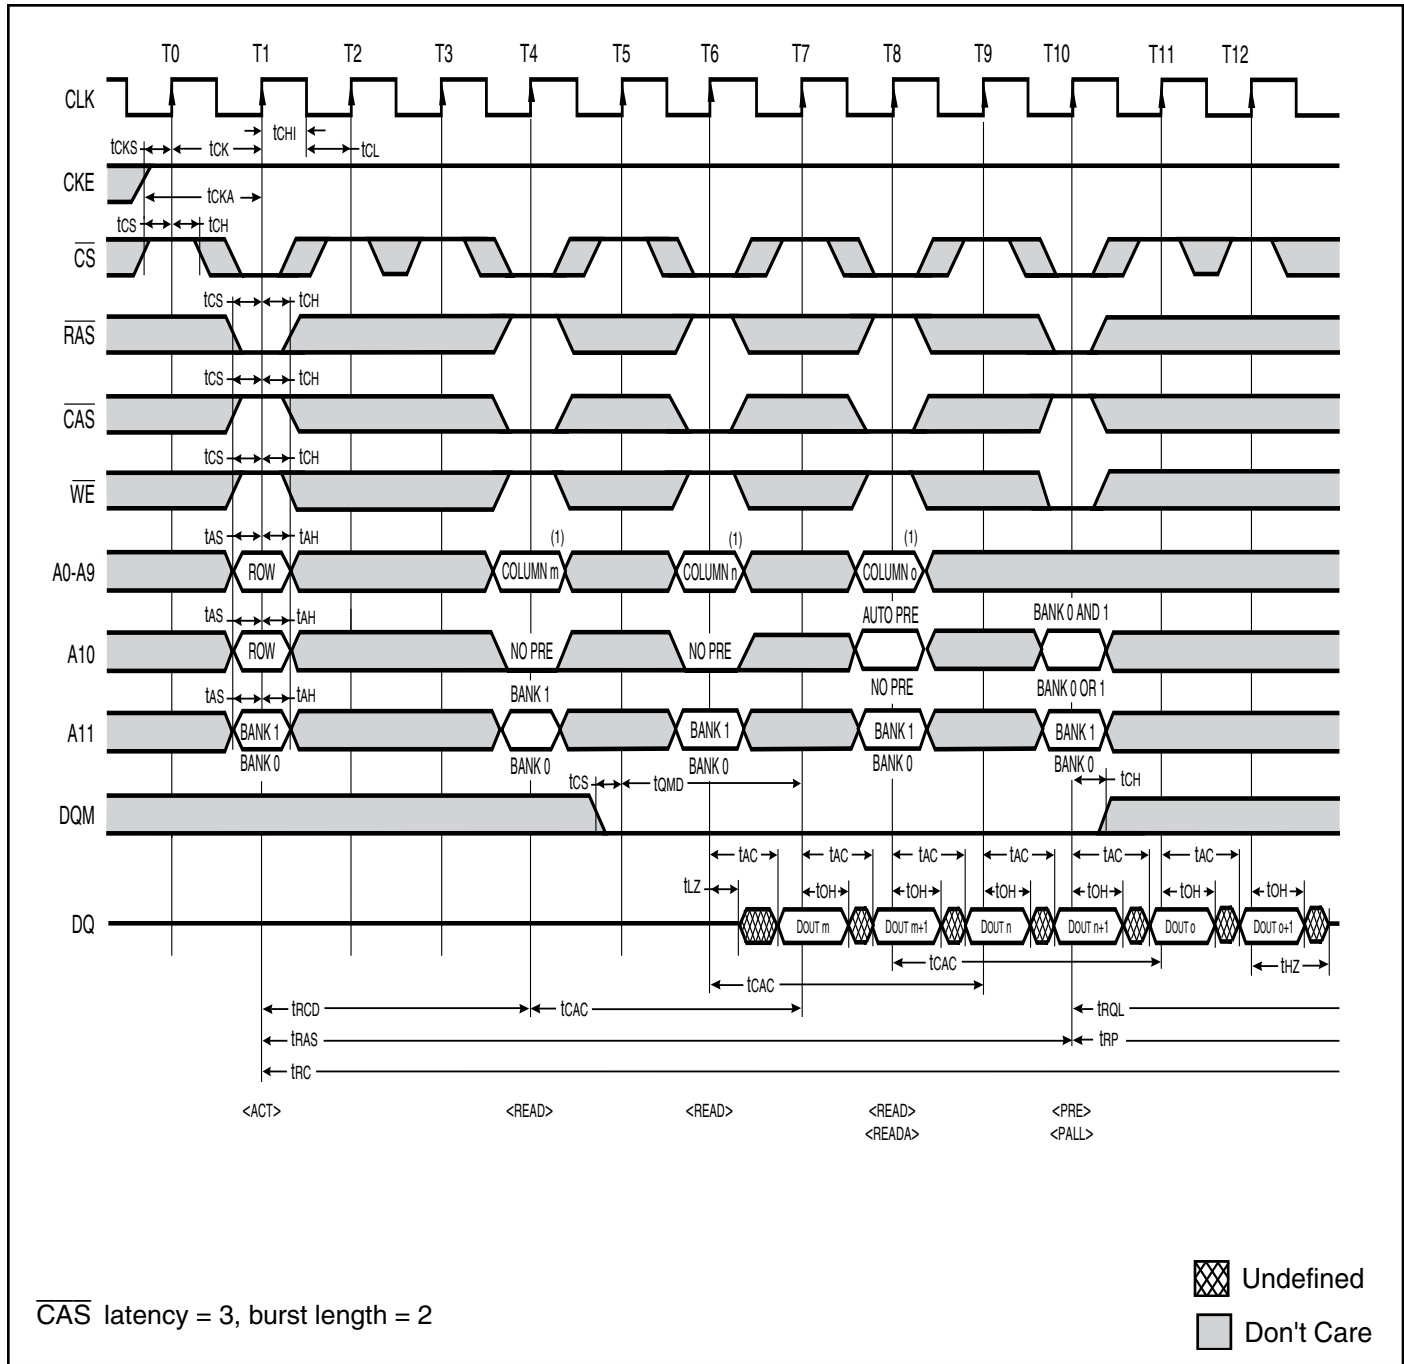 T0 T1 T2 T3 T4 T5 T6 T7 T8 T9 T10 T11 T12
CLK
tCHI
tCKS tCK tCL
CKE
tCKA
tCS tCH
CS
tCS tCH
RAS
tCS tCH
CAS
tCS tCH
WE
tAS tAH (1) (1) (1)
A0-A9 ROW COLUMN m COLUMN n COLUMN o
tAS tAH AUTO PRE BANK 0 AND 1
A10 ROW NO PRE NO PRE
tAS tAH BANK 1 NO PRE BANK 0 OR 1
A11 BANK 1 BANK 1 BANK 1 BANK 1
BANK 0 BANK 0 BANK 0 BANK 0 BANK 0
tCS tQMD tCH
DQM
tAC tAC tAC tAC tAC tAC
tLZ tOH tOH tOH tOH tOH tOH
DQ DOUT m DOUT m+1 DOUT n DOUT n+1 DOUT o DOUT o+1
tCAC tHZ
tCAC
tRCD tCAC tRQL
tRAS tRP
tRC
<ACT> <READ> <READ> <READ> <PRE>
<READA> <PALL>
Undefined
CAS latency = 3, burst length = 2
Don't Care